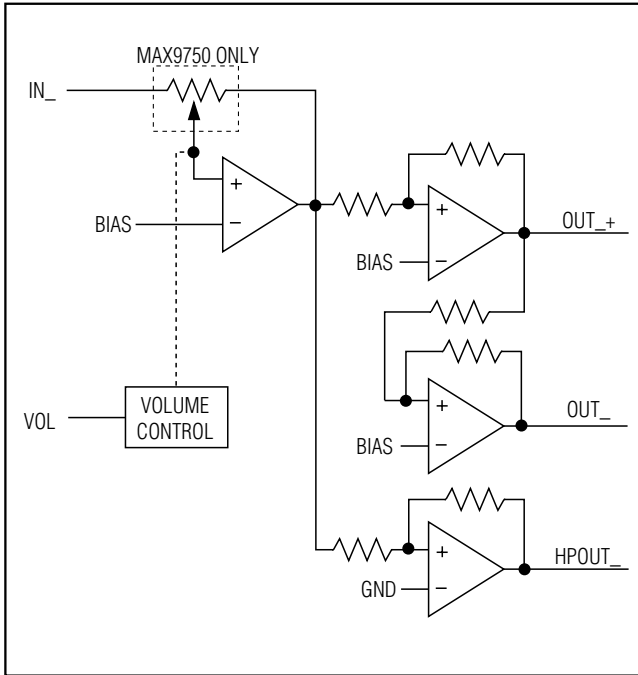 MAX9750 ONLY
IN_
+
−
BIAS
+
−
BIAS
OUT_+
VOL
VOLUME
CONTROL
+
−
BIAS
OUT_
+
−
GND
HPOUT_